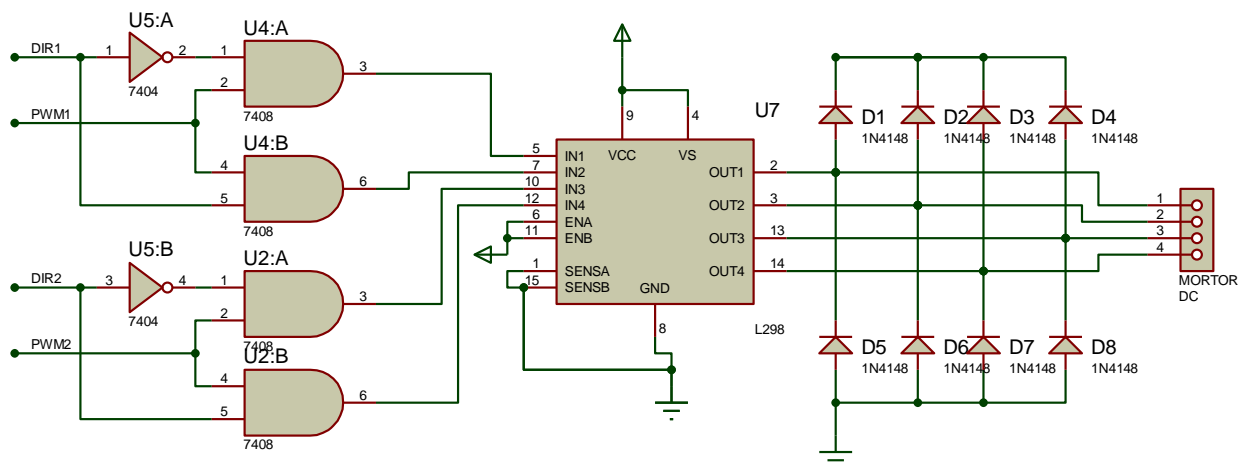 DIR1
PWM1
DIR2
PWM2
U5:A
1
2
7404
U4:A
1
2
3
7408
U4:B
4
5
6
7408
U5:B
3
4
7404
U2:A
1
2
3
7408
U2:B
4
5
6
7408
U7
9
4
VCC
VS
5
IN1
7
IN2
10
IN3
12
IN4
6
ENA
11
ENB
1
SENSA
15
SENSB
GND
8
OUT1
2
OUT2
3
OUT3
13
OUT4
14
L298
D1
1N4148
D2
1N4148
D3
1N4148
D4
1N4148
D5
1N4148
D6
1N4148
D7
1N4148
D8
1N4148
1
2
3
4
MORTOR
DC